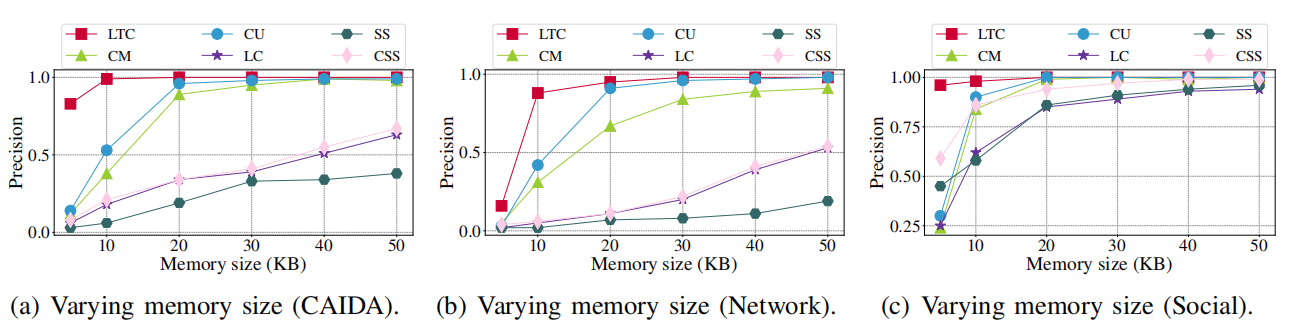 LTC CU SS
CM LC CSS
1.0
0.5
0.0
Precision
10 20 30 40 50
Memory size (KB)
(a) Varying memory size (CAIDA).
LTC CU SS
CM LC CSS
1.0
0.5
0.0
Precision
10 20 30 40 50
Memory size (KB)
(b) Varying memory size (Network).
LTC CU SS
CM LC CSS
1.00
0.75
0.50
0.25
Precision
10 20 30 40 50
Memory size (KB)
(c) Varying memory size (Social).